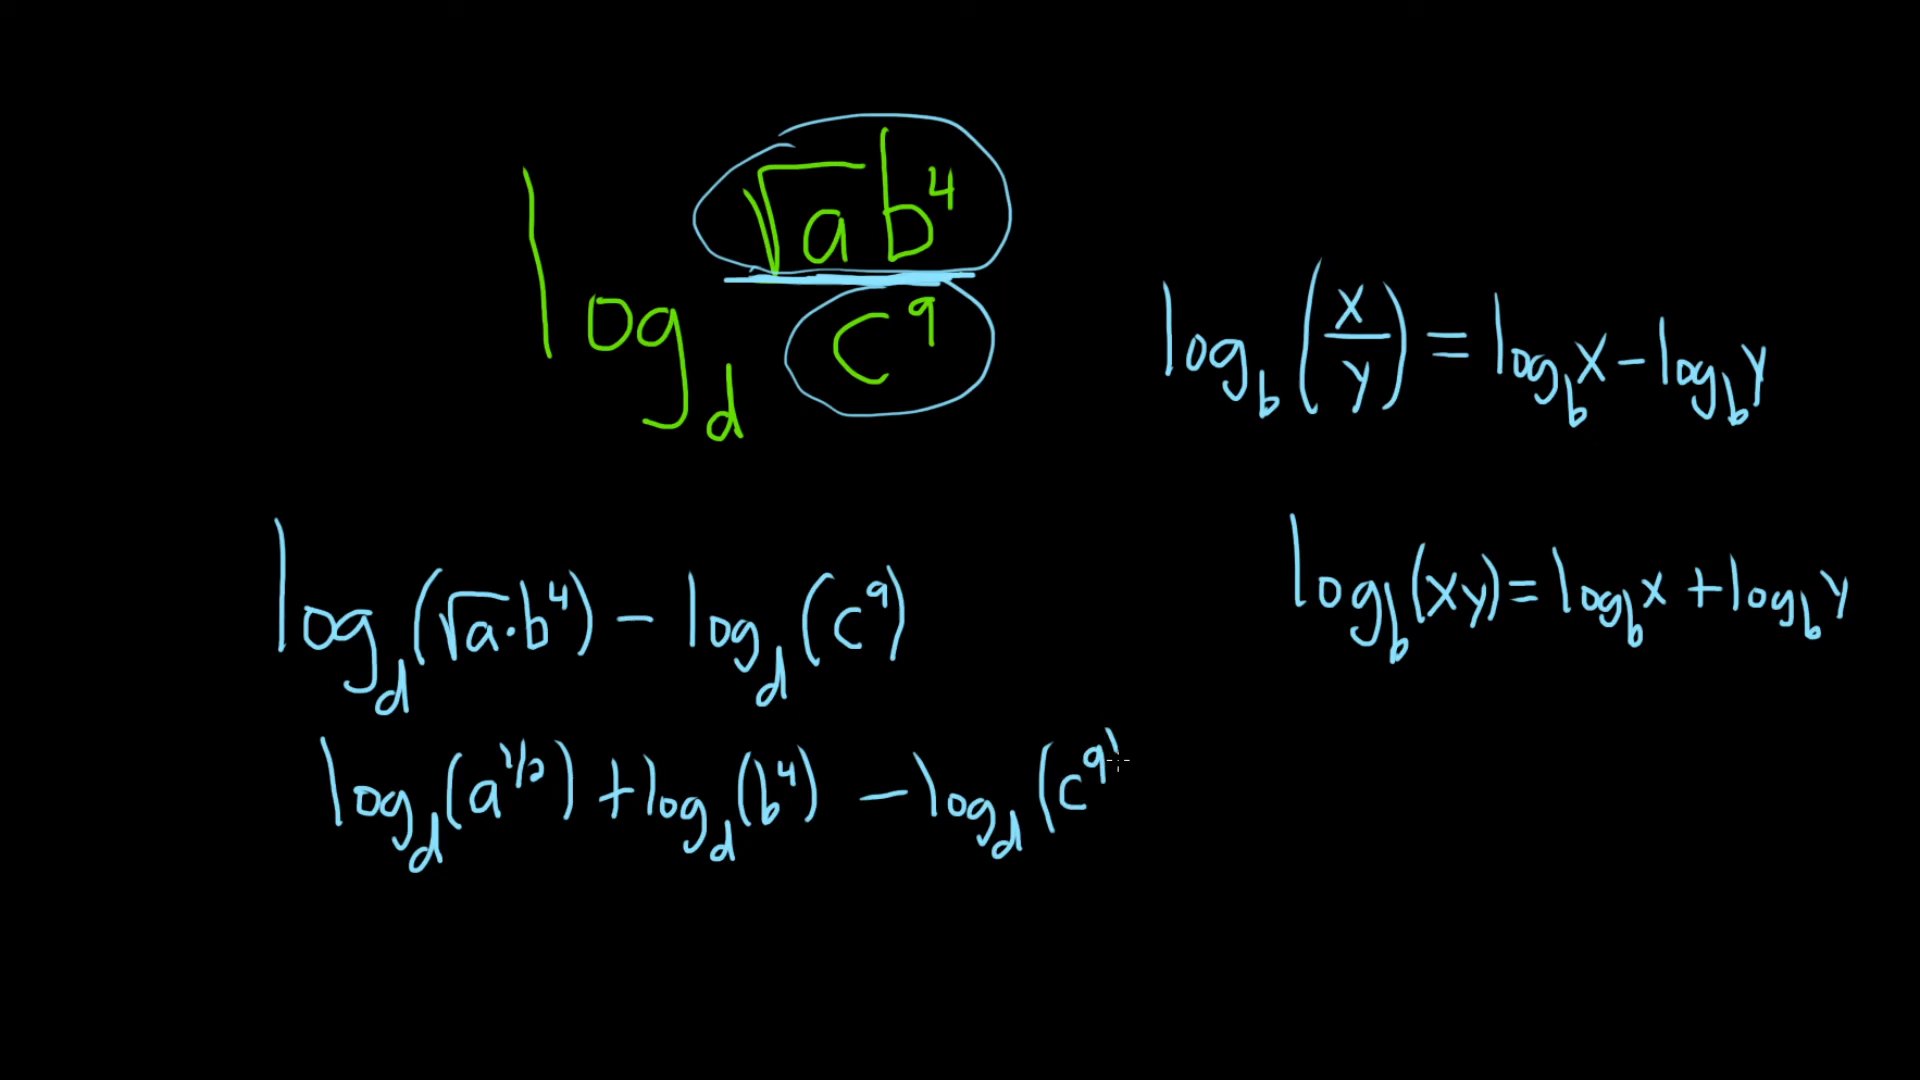 log_d √a b⁴ / c⁹
log_b (x/y) = log_b x − log_b y
log_d (√a · b⁴) − log_d (c⁹)
log_b (xy) = log_b x + log_b y
log_d (a^1/2) + log_d (b⁴) − log_d (c⁹)